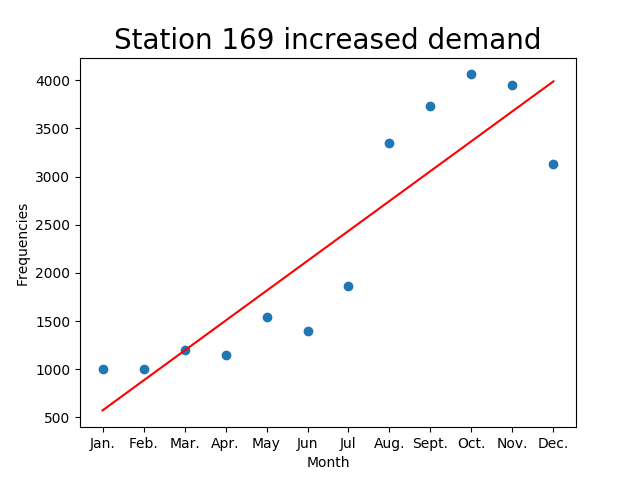 Station 169 increased demand
4000
3500
3000
2500
2000
1500
1000
500
Frequencies
Jan. Feb. Mar. Apr. May Jun Jul Aug. Sept. Oct. Nov. Dec.
Month